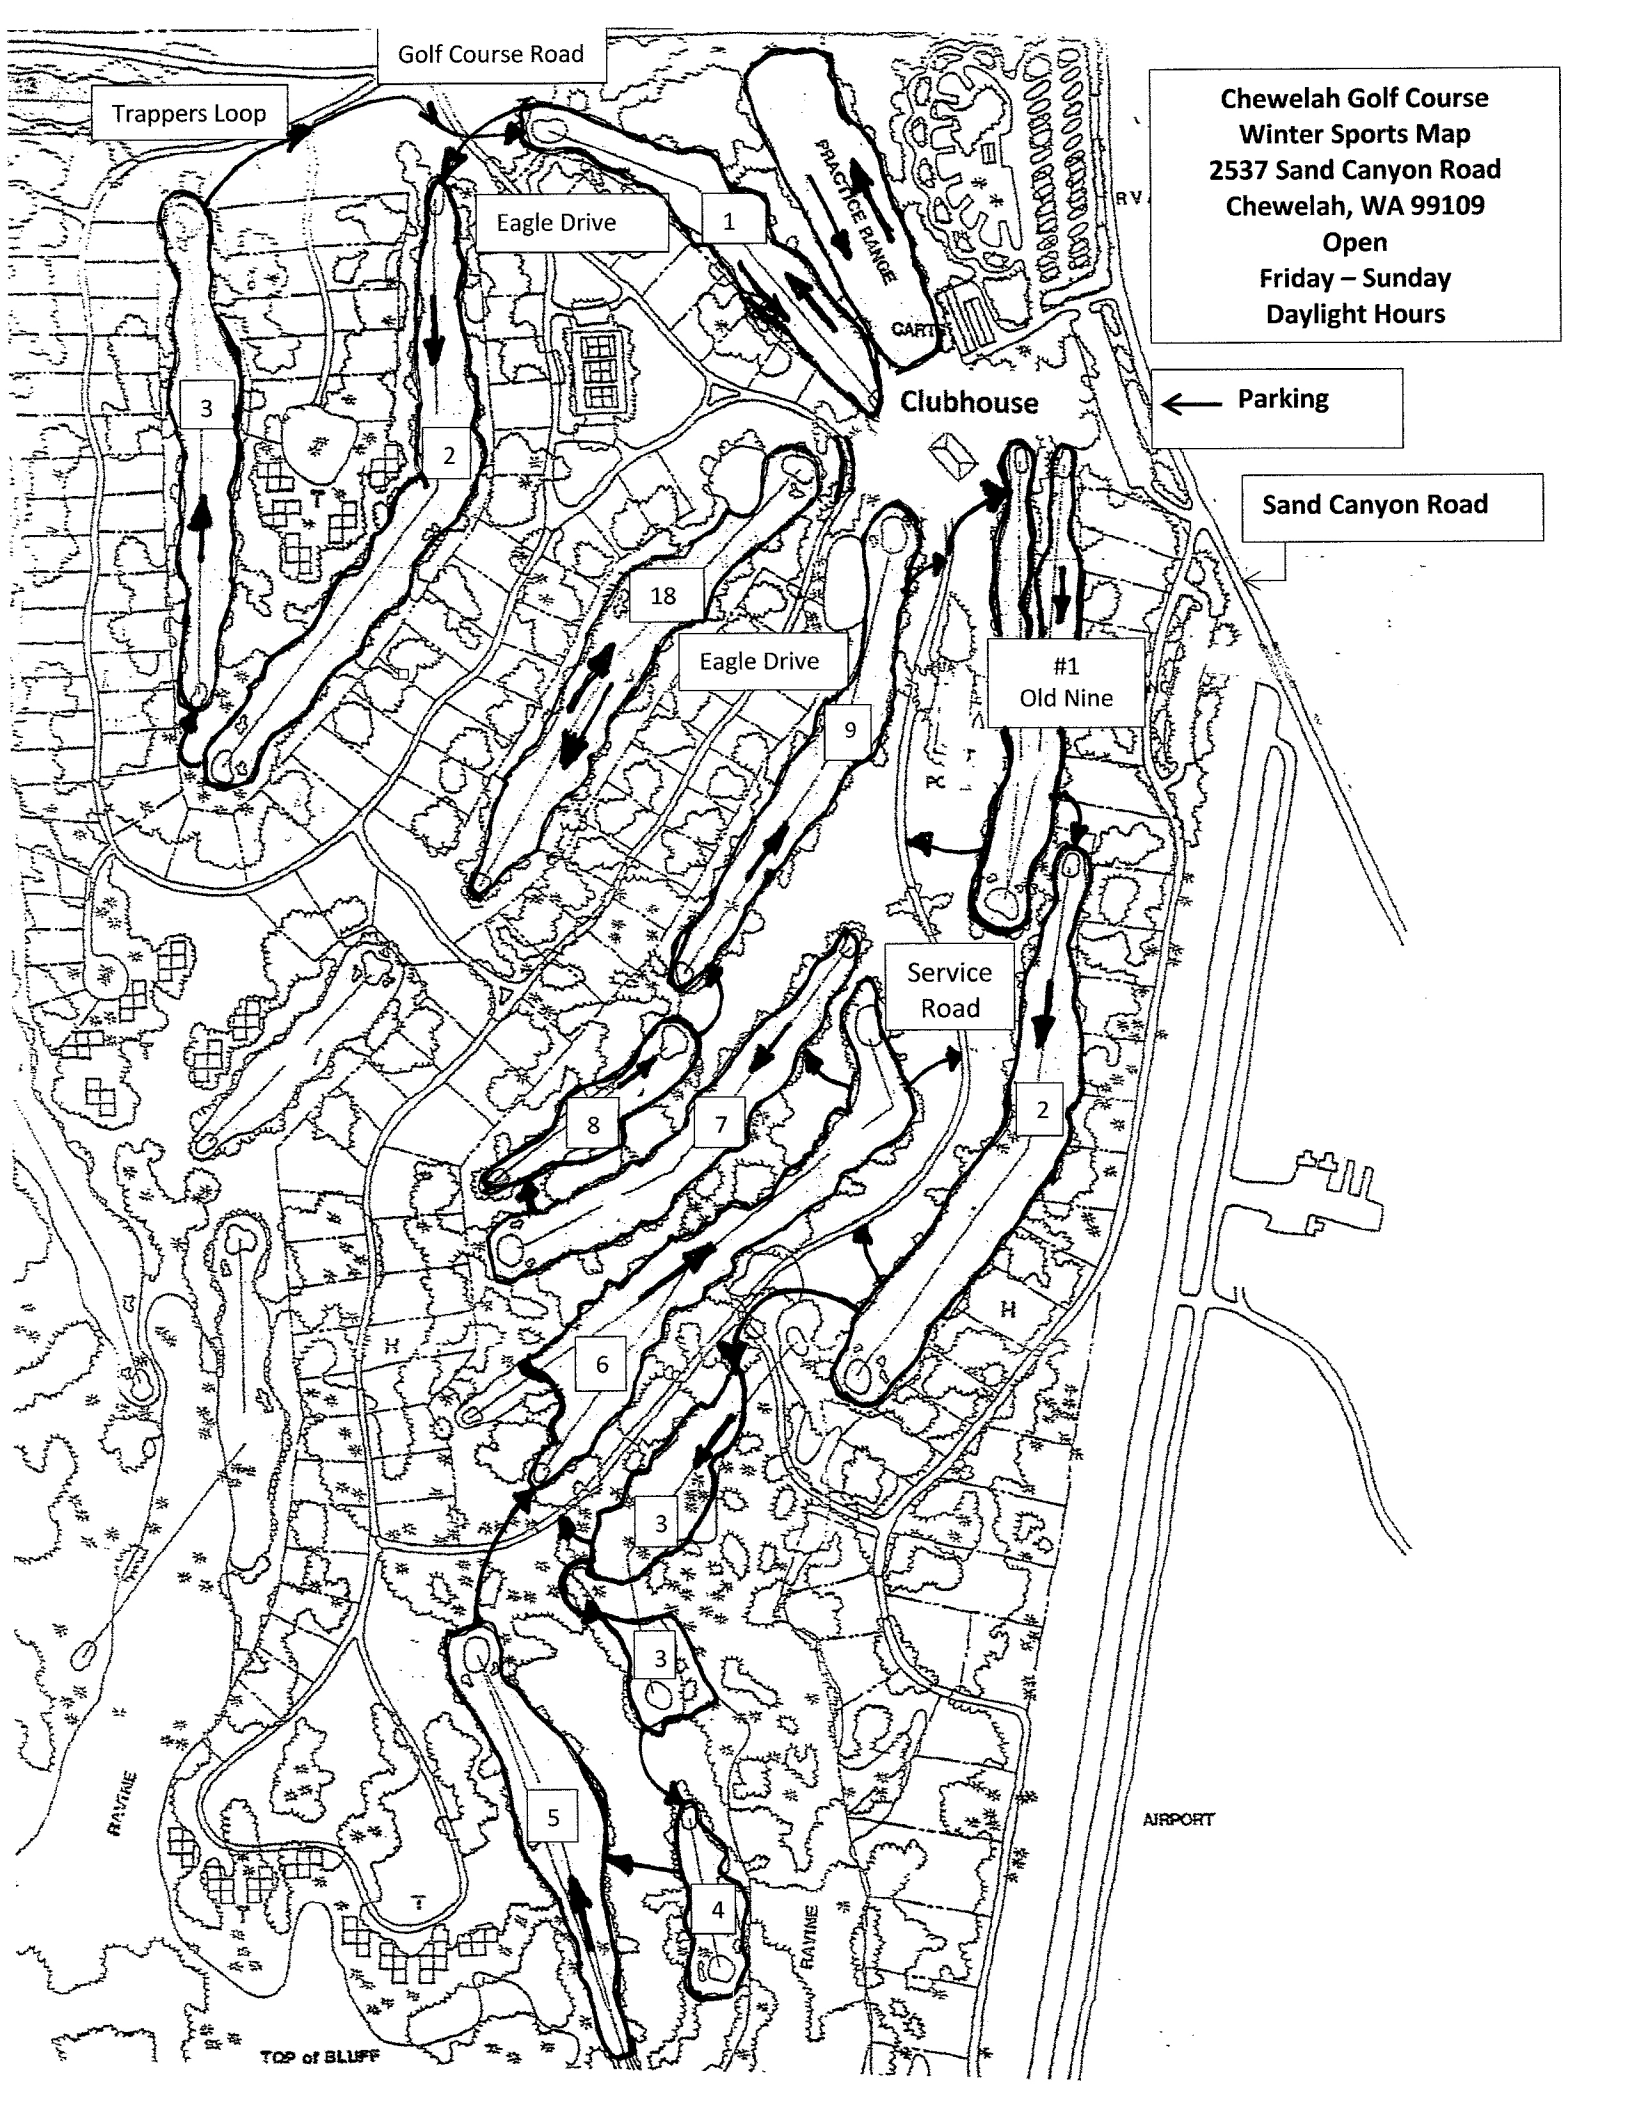 Golf Course Road
Trappers Loop
Chewelah Golf Course
Winter Sports Map
2537 Sand Canyon Road
Chewelah, WA 99109
Open
Friday – Sunday
Daylight Hours
PRACTICE RANGE
RV
Eagle Drive
1
CART
3
Clubhouse
Parking
2
Sand Canyon Road
T
18
Eagle Drive
#1
Old Nine
9
Service
Road
8
7
2
H
H
6
3
3
5
RAVINE
AIRPORT
T
4
RAVINE
TOP of BLUFF